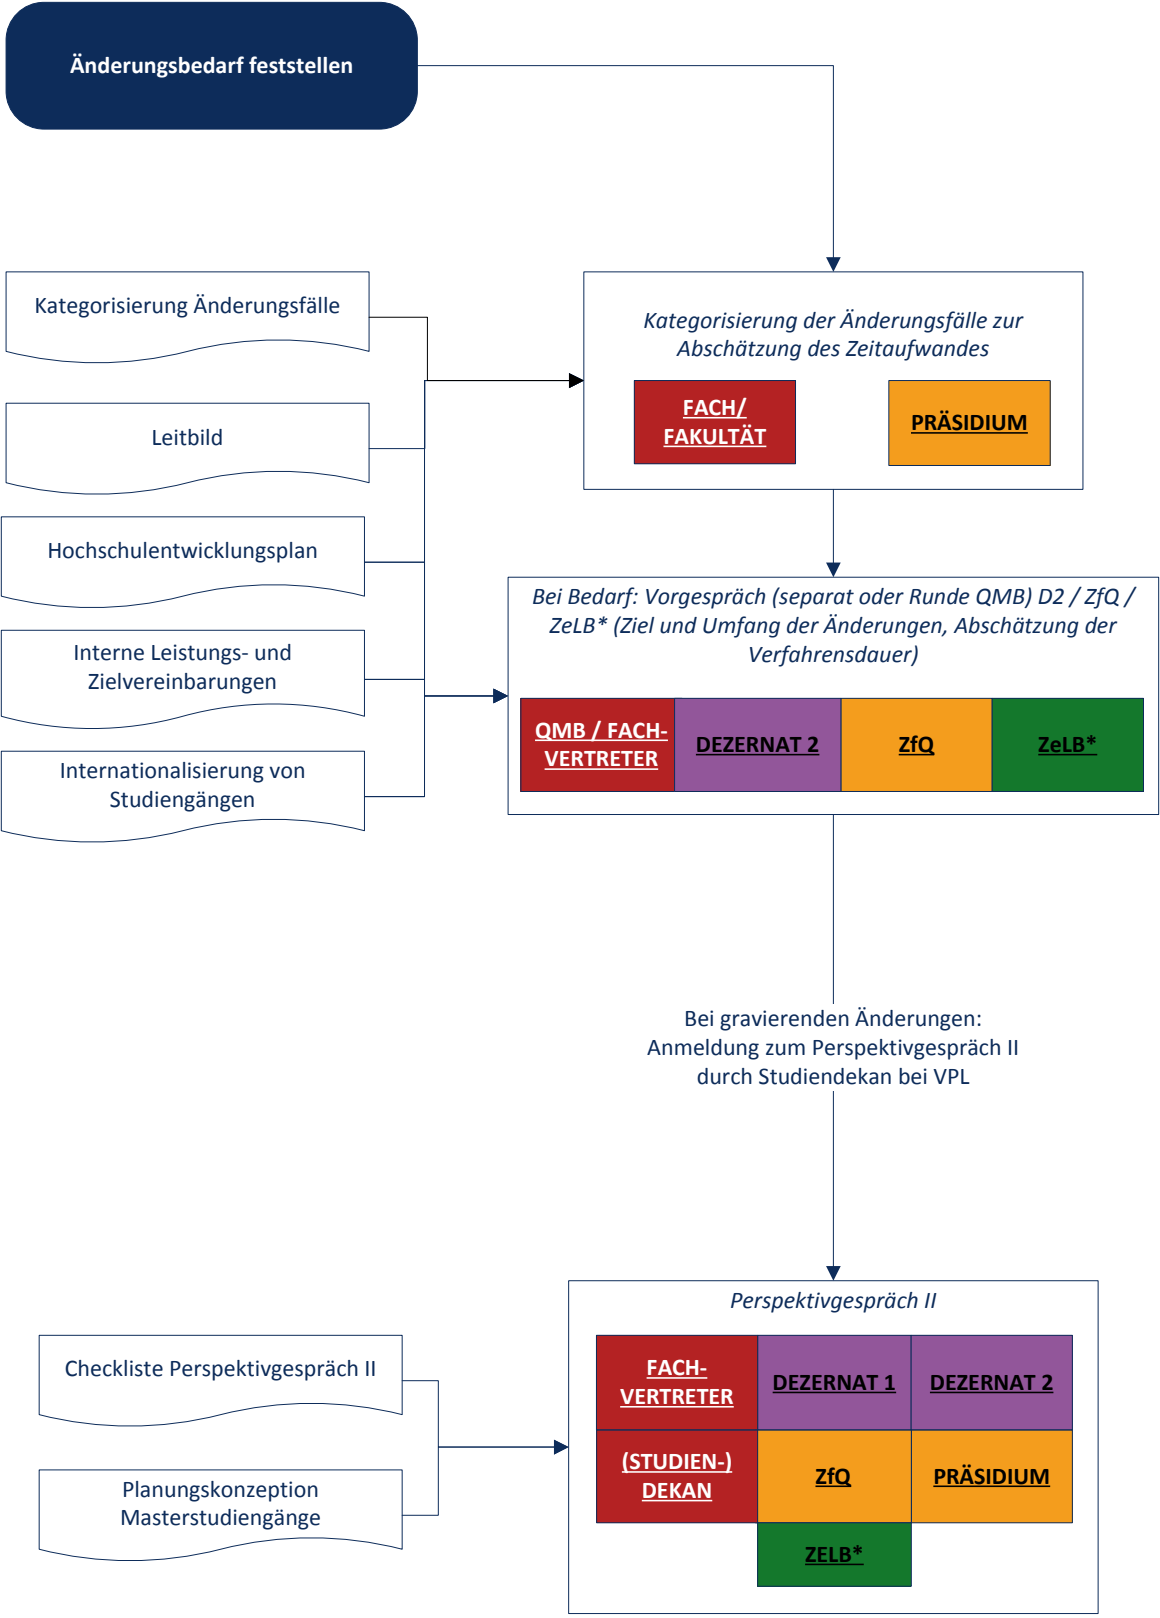 Änderungsbedarf feststellen
Kategorisierung Änderungsfälle
Leitbild
Hochschulentwicklungsplan
Interne Leistungs- und
Zielvereinbarungen
Internationalisierung von
Studiengängen
Kategorisierung der Änderungsfälle zur
Abschätzung des Zeitaufwandes
FACH/
FAKULTÄT
PRÄSIDIUM
Bei Bedarf: Vorgespräch (separat oder Runde QMB) D2 / ZfQ /
ZeLB* (Ziel und Umfang der Änderungen, Abschätzung der
Verfahrensdauer)
QMB / FACH-
VERTRETER
DEZERNAT 2
ZfQ
ZeLB*
Bei gravierenden Änderungen:
Anmeldung zum Perspektivgespräch II
durch Studiendekan bei VPL
Checkliste Perspektivgespräch II
Planungskonzeption
Masterstudiengänge
Perspektivgespräch II
FACH-
VERTRETER
DEZERNAT 1
DEZERNAT 2
(STUDIEN-)
DEKAN
ZfQ
PRÄSIDIUM
ZELB*